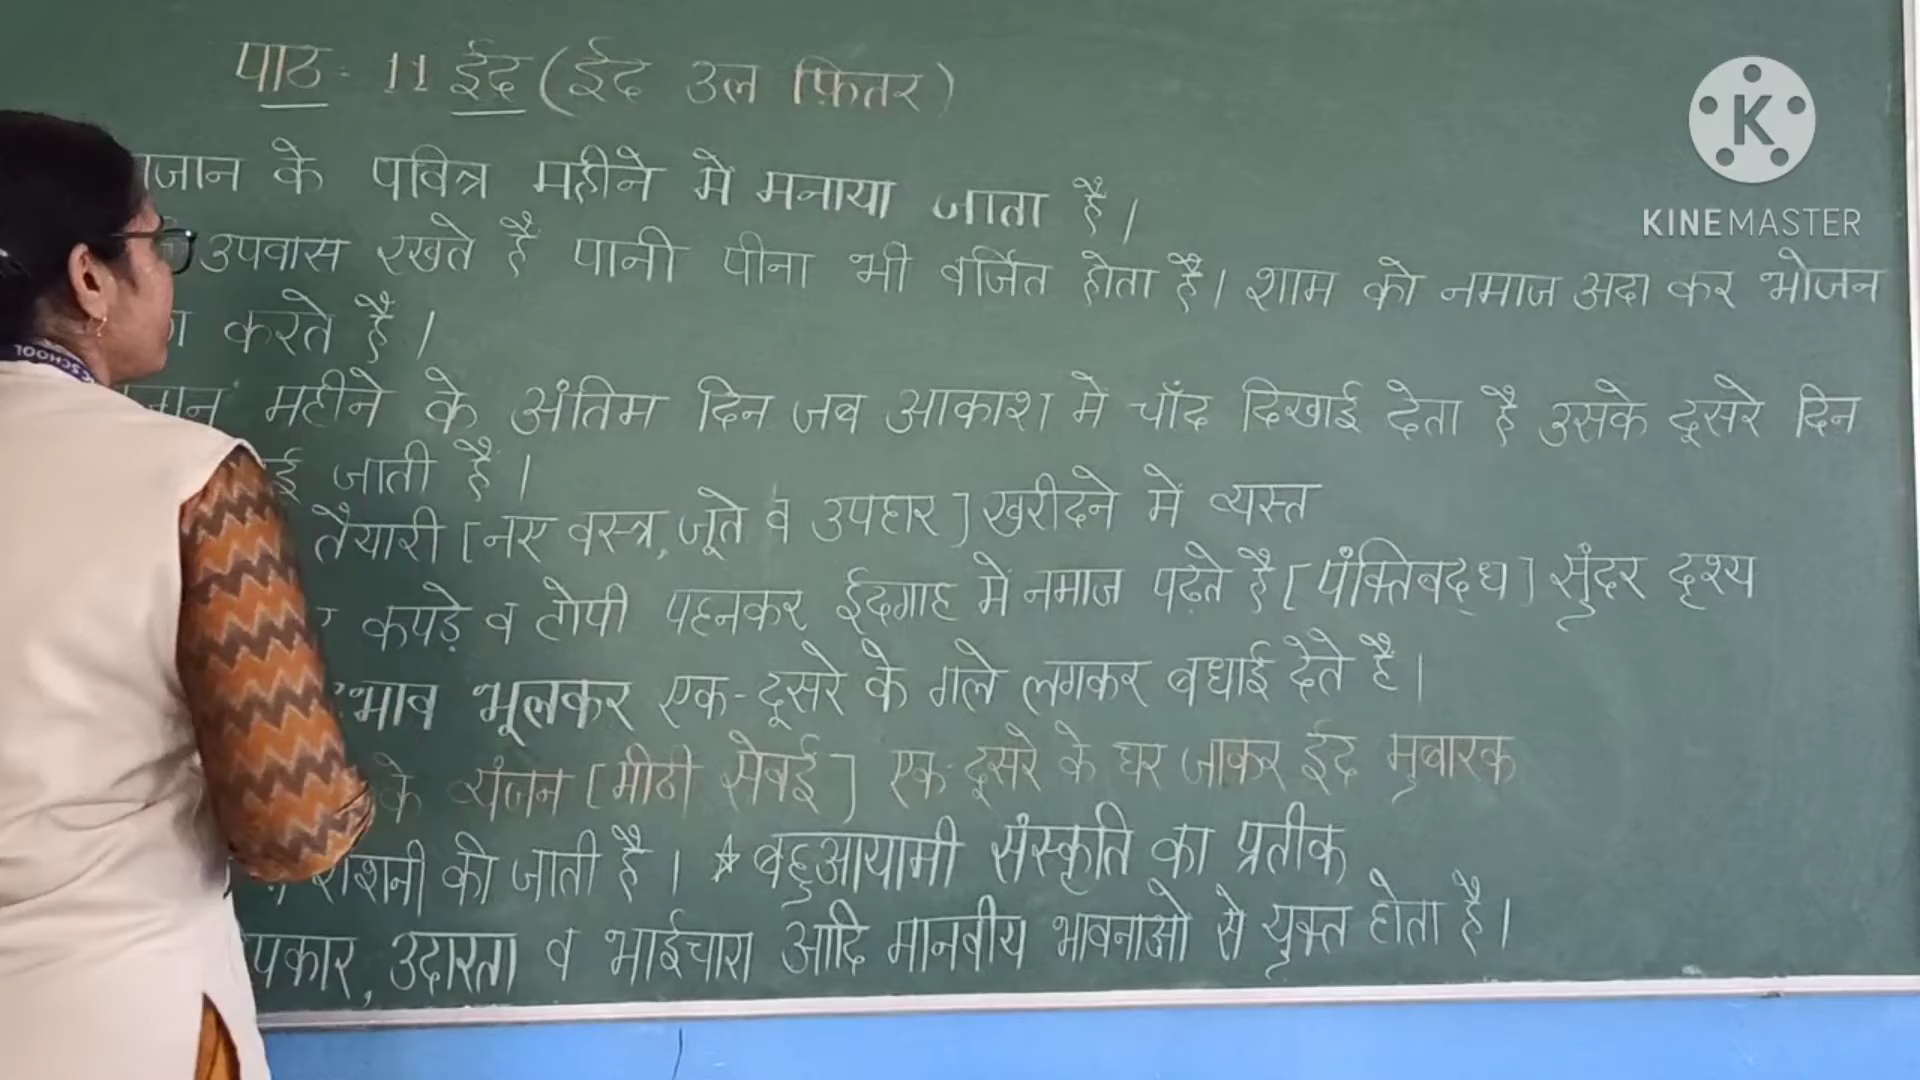 पाठ - 11 ईद (ईद उल फ़ितर)
के पवित्र महीने में मनाया जाता है।
उपवास रखते है पानी पीना भी वर्जित होता है। शाम को नमाज अदा कर भोजन
करते है।
महीने के अंतिम दिन जब आकाश में चाँद दिखाई देता है उसके दूसरे दिन
जाती है।
तैयारी [नए वस्त्र, जूते व उपहार] खरीदने में व्यस्त
कपड़े व टोपी पहनकर ईदगाह में नमाज पढ़ते है [पंक्तिवद्ध] सुंदर दृश्य
भाव भूलकर एक-दूसरे के गले लगकर बधाई देते है।
के व्यंजन [मीठी सेवई] एक-दूसरे के घर जाकर ईद मुबारक
की जाती है। * बहुआयामी संस्कृति का प्रतीक
पकार, उदारता व भाईचारा आदि मानवीय भावनाओ से युक्त होता है।
KINEMASTER
K
SCHOOL